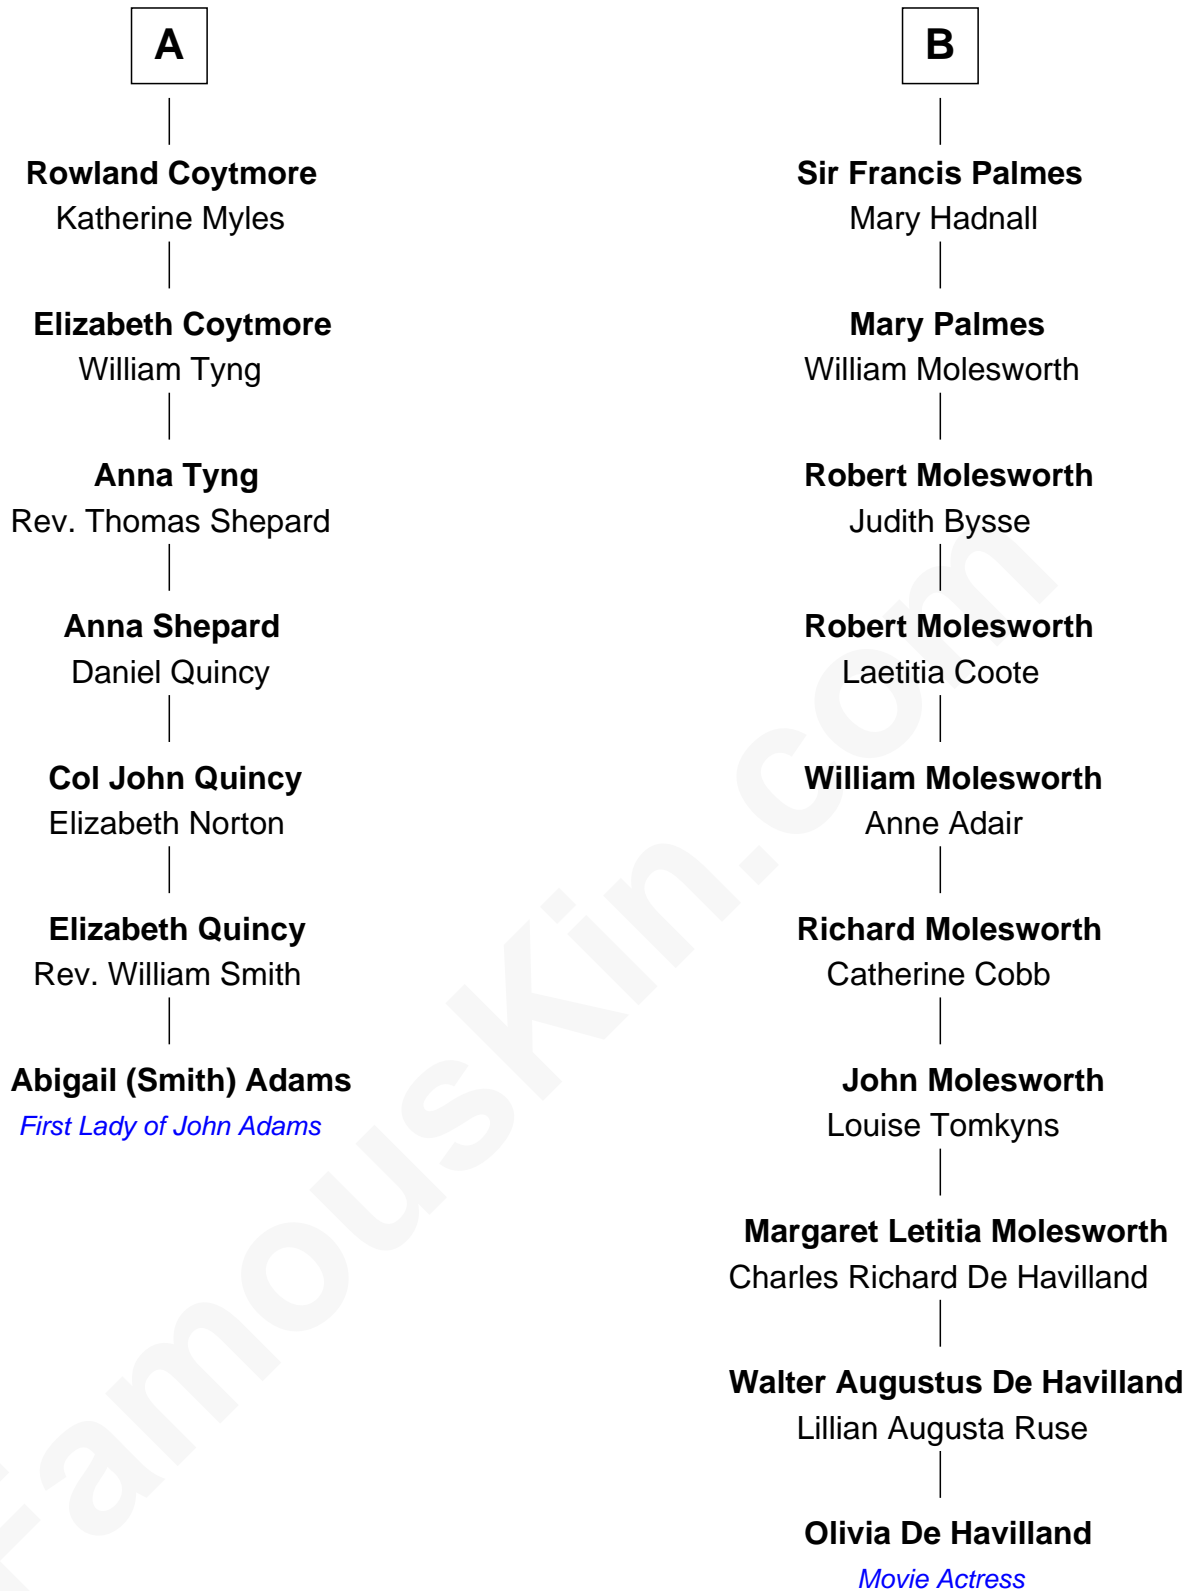 A
Rowland Coytmore
Katherine Myles
Elizabeth Coytmore
William Tyng
Anna Tyng
Rev. Thomas Shepard
Anna Shepard
Daniel Quincy
Col John Quincy
Elizabeth Norton
Elizabeth Quincy
Rev. William Smith
Abigail (Smith) Adams
First Lady of John Adams
B
Sir Francis Palmes
Mary Hadnall
Mary Palmes
William Molesworth
Robert Molesworth
Judith Bysse
Robert Molesworth
Laetitia Coote
William Molesworth
Anne Adair
Richard Molesworth
Catherine Cobb
John Molesworth
Louise Tomkyns
Margaret Letitia Molesworth
Charles Richard De Havilland
Walter Augustus De Havilland
Lillian Augusta Ruse
Olivia De Havilland
Movie Actress
FamousKin.com